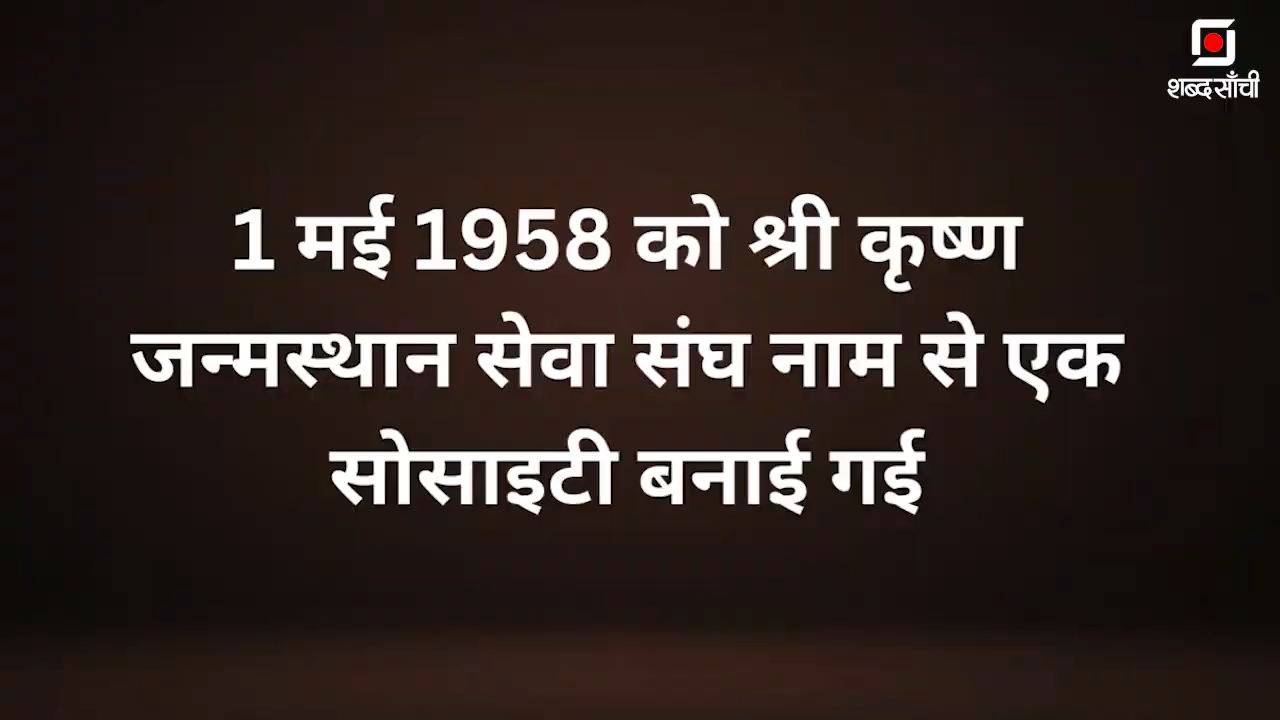 शब्द साँची
1 मई 1958 को श्री कृष्ण
जन्मस्थान सेवा संघ नाम से एक
सोसाइटी बनाई गई